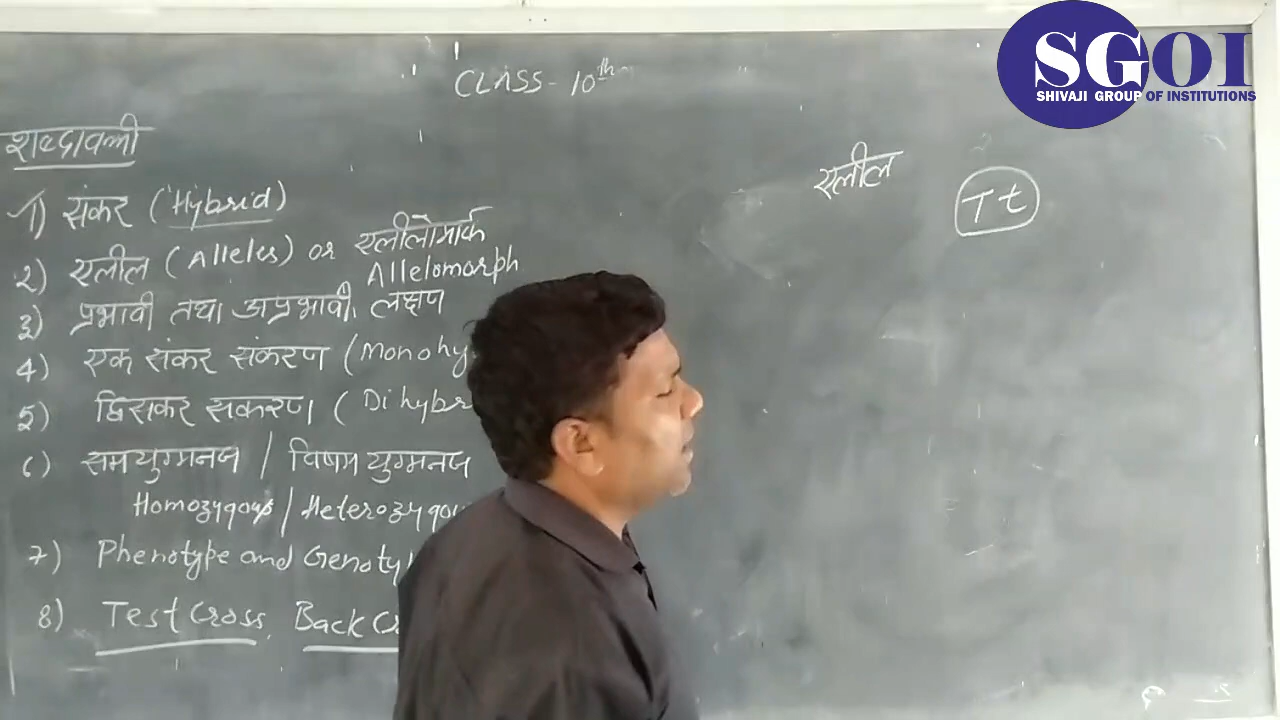 SGOI
SHIVAJI GROUP OF INSTITUTIONS
CLASS - 10th
शब्दावली
1) संकर (Hybrid)
2) एलील (Alleles) or एलीलोमार्फ
Allelomorph
3) प्रभावी तथा अप्रभावी लक्षण
4) एक संकर संकरण (Monohy
5) द्विसंकर संकरण (Dihybr
6) समयुग्मनज / विषमयुग्मनज
Homozygous / Heterozygou
7) Phenotype and Genoty
8) Test Cross, Back Cr
एलील
Tt